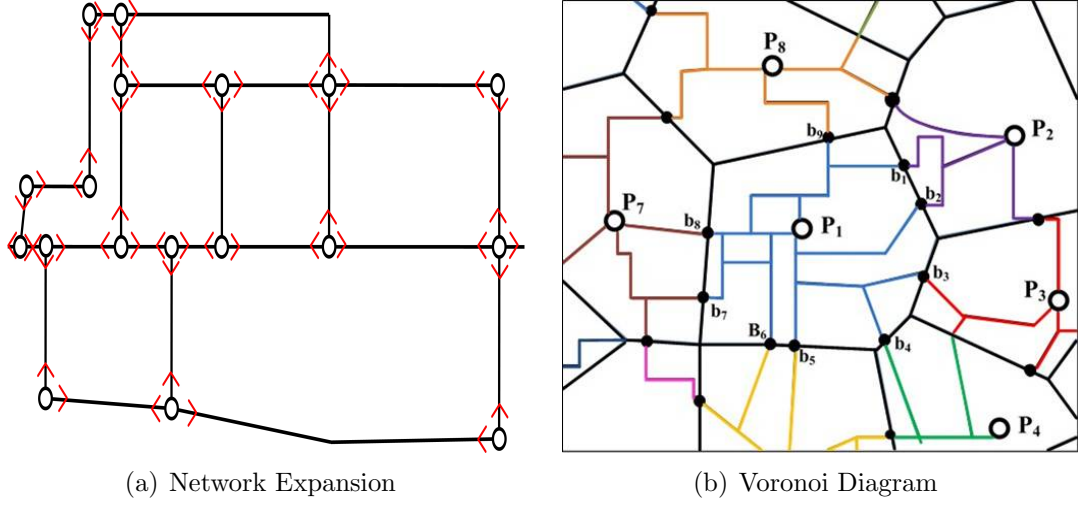 P8
P2
b9
b1
b2
P7
b8
P1
b3
P3
b7
B6
b5
b4
P4
(a) Network Expansion
(b) Voronoi Diagram